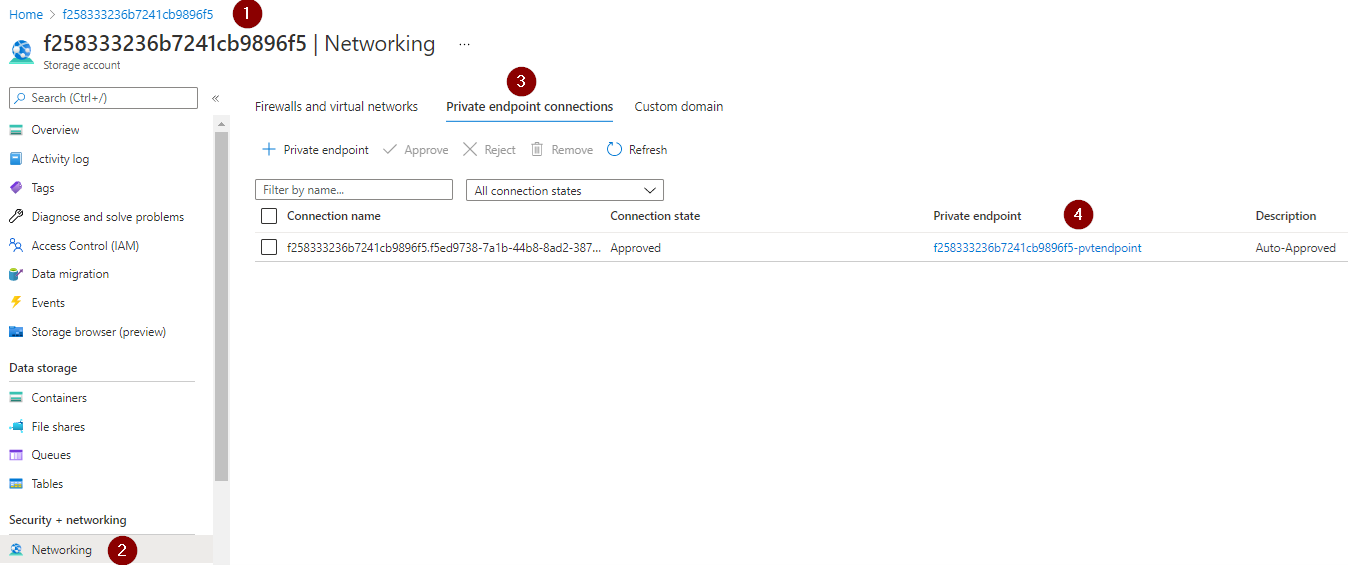 Home > f258333236b7241cb9896f5 1
f258333236b7241cb9896f5 | Networking ...
Storage account
3
Search (Ctrl+/) «
Firewalls and virtual networks Private endpoint connections Custom domain
Overview
Activity log
Tags
Diagnose and solve problems
Access Control (IAM)
Data migration
Events
Storage browser (preview)
Data storage
Containers
File shares
Queues
Tables
Security + networking
Networking 2
+ Private endpoint Approve Reject Remove Refresh
Filter by name... All connection states
Connection name Connection state Private endpoint 4 Description
f258333236b7241cb9896f5.f5ed9738-7a1b-44b8-8ad2-387... Approved f258333236b7241cb9896f5-pvtendpoint Auto-Approved